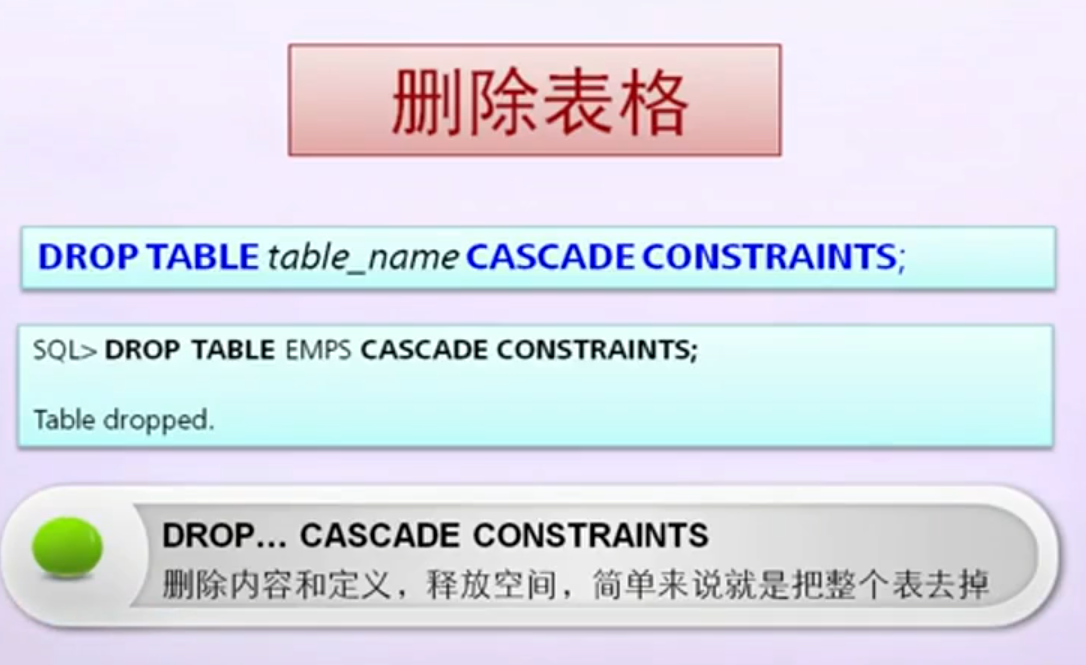 删除表格
DROP TABLE table_name CASCADE CONSTRAINTS;
SQL> DROP TABLE EMPS CASCADE CONSTRAINTS;
Table dropped.
DROP... CASCADE CONSTRAINTS
删除内容和定义，释放空间，简单来说就是把整个表去掉